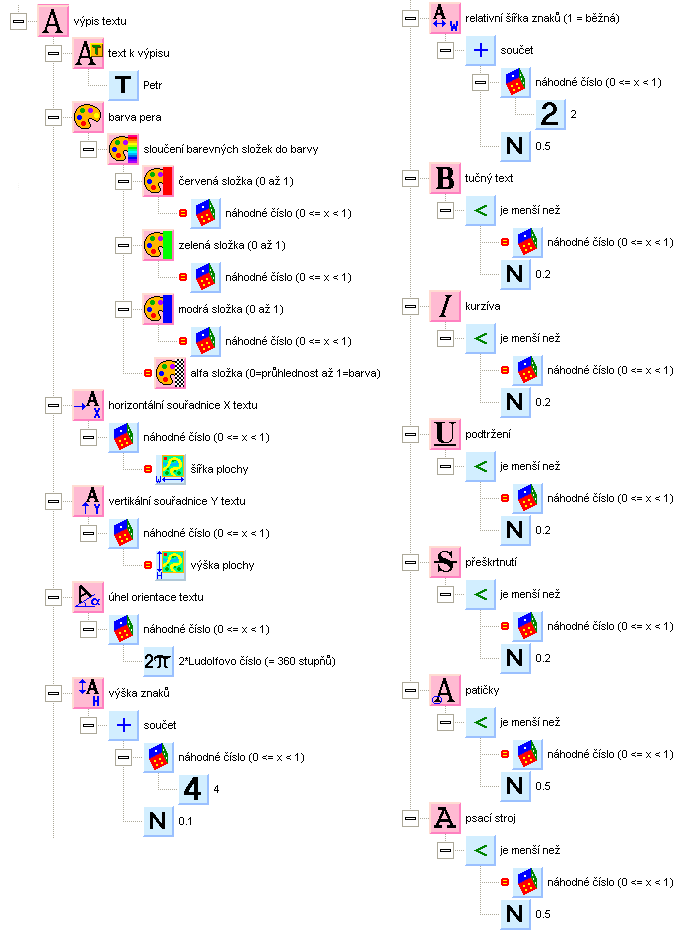 výpis textu
text k výpisu
Petr
barva pera
sloučení barevných složek do barvy
červená složka (0 až 1)
náhodné číslo (0 <= x < 1)
zelená složka (0 až 1)
náhodné číslo (0 <= x < 1)
modrá složka (0 až 1)
náhodné číslo (0 <= x < 1)
alfa složka (0=průhlednost až 1=barva)
horizontální souřadnice X textu
náhodné číslo (0 <= x < 1)
šířka plochy
vertikální souřadnice Y textu
náhodné číslo (0 <= x < 1)
výška plochy
úhel orientace textu
náhodné číslo (0 <= x < 1)
2π 2*Ludolfovo číslo (= 360 stupňů)
výška znaků
součet
náhodné číslo (0 <= x < 1)
4 4
N 0.1
relativní šířka znaků (1 = běžná)
součet
náhodné číslo (0 <= x < 1)
2 2
N 0.5
B tučný text
< je menší než
náhodné číslo (0 <= x < 1)
N 0.2
I kurzíva
< je menší než
náhodné číslo (0 <= x < 1)
N 0.2
U podtržení
< je menší než
náhodné číslo (0 <= x < 1)
N 0.2
S přeškrtnutí
< je menší než
náhodné číslo (0 <= x < 1)
N 0.2
A patičky
< je menší než
náhodné číslo (0 <= x < 1)
N 0.5
A psací stroj
< je menší než
náhodné číslo (0 <= x < 1)
N 0.5